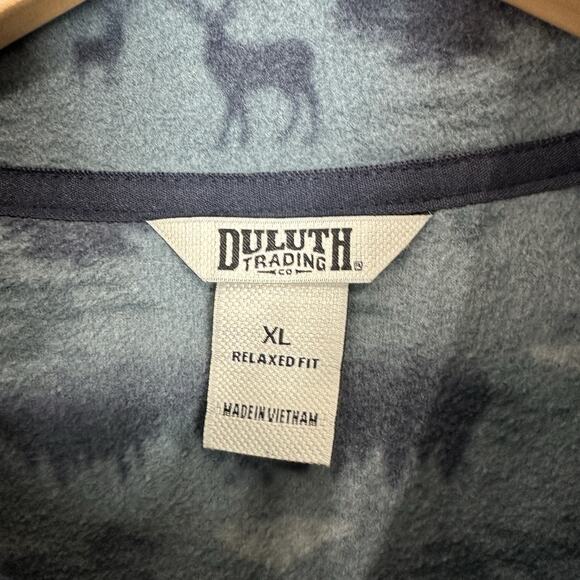 DULUTH
TRADING
CO
XL
RELAXED FIT
MADE IN VIETNAM